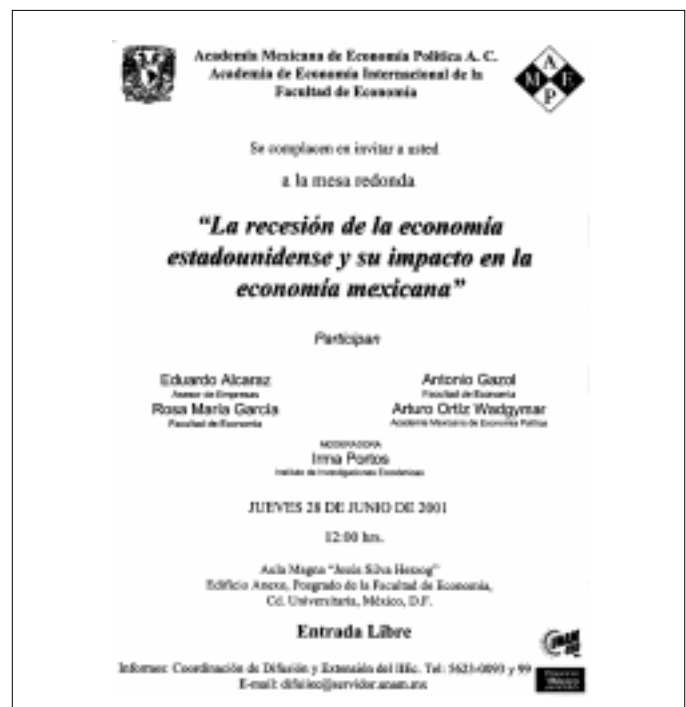 Academia Mexicana de Economía Política A. C.
Academia de Economía Internacional de la
Facultad de Economía
A
M E
P
Se complacen en invitar a usted
a la mesa redonda
“La recesión de la economía
estadounidense y su impacto en la
economía mexicana”
Participan
Eduardo Alcaraz
Asesor de Empresas
Rosa María García
Facultad de Economía
Antonio Gazol
Facultad de Economía
Arturo Ortiz Wadgymar
Academia Mexicana de Economía Política
MODERADORA
Irma Portos
Instituto de Investigaciones Económicas
JUEVES 28 DE JUNIO DE 2001
12:00 hrs.
Aula Magna “Jesús Silva Herzog”
Edificio Anexo, Posgrado de la Facultad de Economía,
Cd. Universitaria, México, D.F.
Entrada Libre
Informes: Coordinación de Difusión y Extensión del IIEc. Tel: 5623-0093 y 99
E-mail: difiiec@servidor.unam.mx